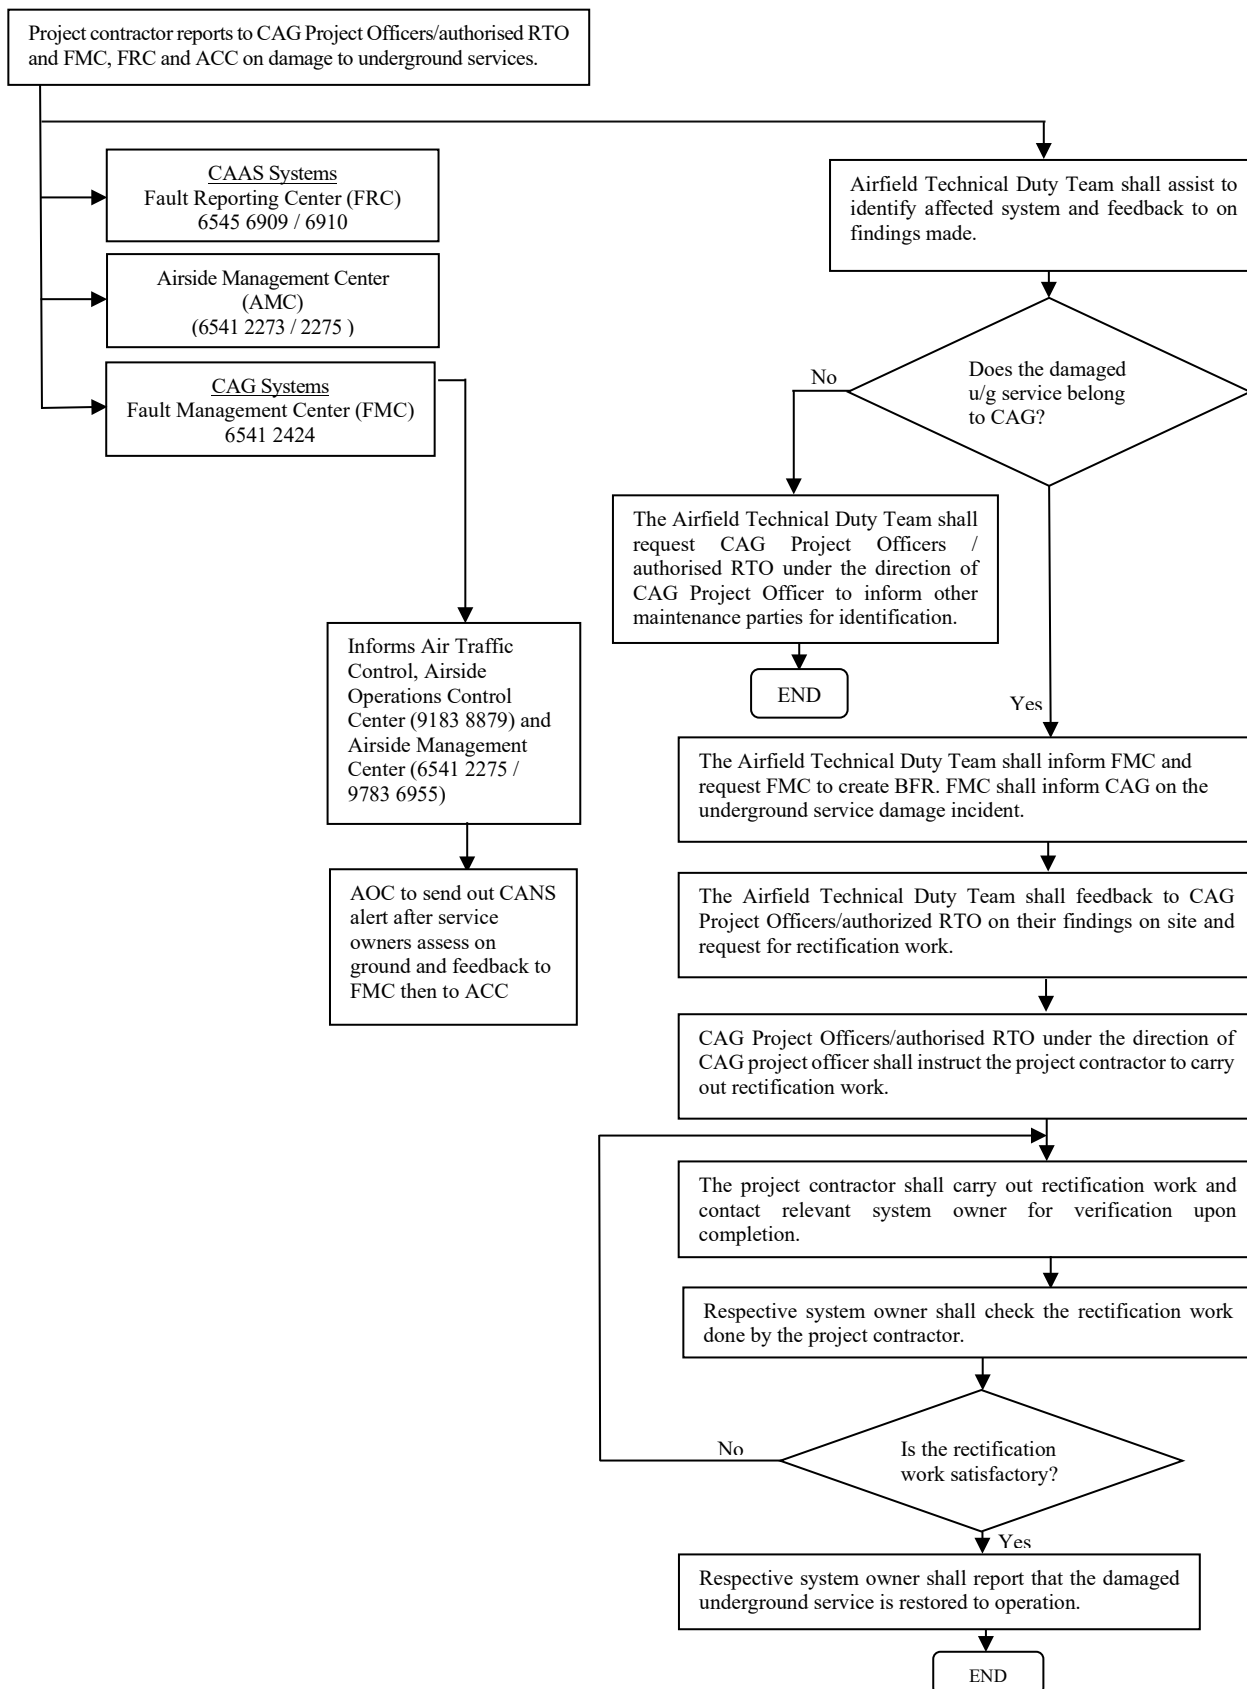 Project contractor reports to CAG Project Officers/authorised RTO
and FMC, FRC and ACC on damage to underground services.
CAAS Systems
Fault Reporting Center (FRC)
6545 6909 / 6910
Airside Management Center
(AMC)
(6541 2273 / 2275 )
CAG Systems
Fault Management Center (FMC)
6541 2424
Informs Air Traffic
Control, Airside
Operations Control
Center (9183 8879) and
Airside Management
Center (6541 2275 /
9783 6955)
AOC to send out CANS
alert after service
owners assess on
ground and feedback to
FMC then to ACC
Airfield Technical Duty Team shall assist to
identify affected system and feedback to on
findings made.
Does the damaged
u/g service belong
to CAG?
No
The Airfield Technical Duty Team shall
request CAG Project Officers /
authorised RTO under the direction of
CAG Project Officer to inform other
maintenance parties for identification.
END
Yes
The Airfield Technical Duty Team shall inform FMC and
request FMC to create BFR. FMC shall inform CAG on the
underground service damage incident.
The Airfield Technical Duty Team shall feedback to CAG
Project Officers/authorized RTO on their findings on site and
request for rectification work.
CAG Project Officers/authorised RTO under the direction of
CAG project officer shall instruct the project contractor to carry
out rectification work.
The project contractor shall carry out rectification work and
contact relevant system owner for verification upon
completion.
Respective system owner shall check the rectification work
done by the project contractor.
Is the rectification
work satisfactory?
No
Yes
Respective system owner shall report that the damaged
underground service is restored to operation.
END